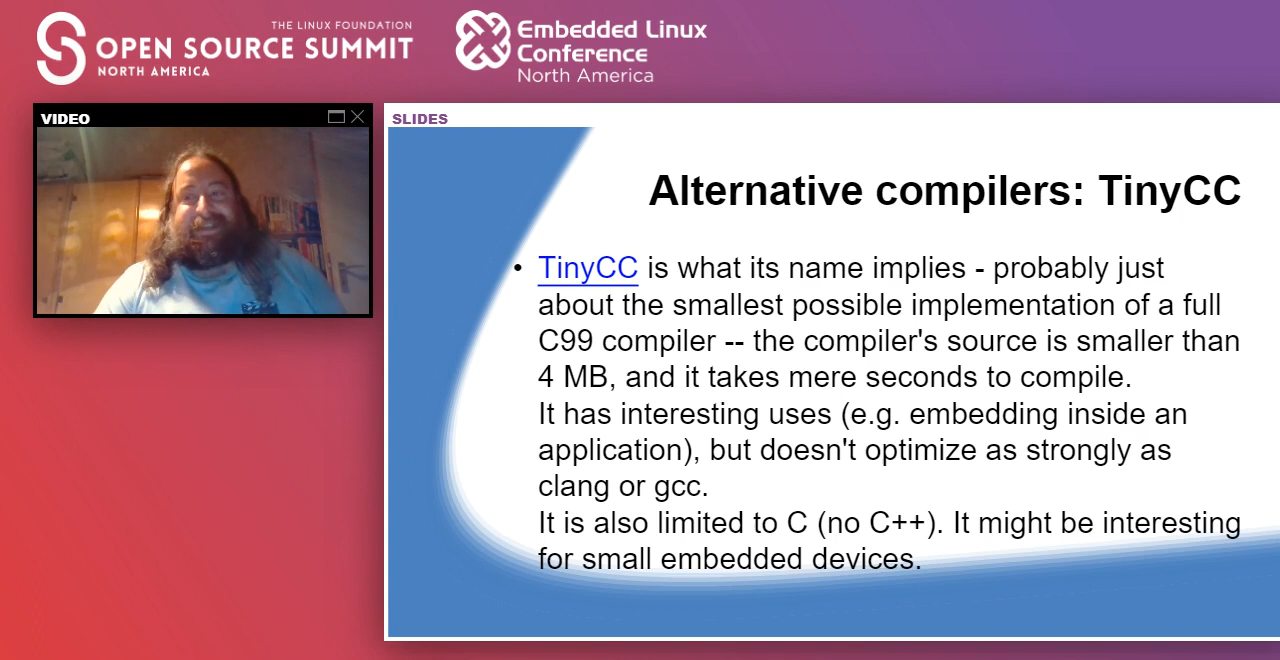 THE LINUX FOUNDATION
OPEN SOURCE SUMMIT
NORTH AMERICA
Embedded Linux
Conference
North America
VIDEO
SLIDES
Alternative compilers: TinyCC
• TinyCC is what its name implies - probably just
about the smallest possible implementation of a full
C99 compiler -- the compiler's source is smaller than
4 MB, and it takes mere seconds to compile.
It has interesting uses (e.g. embedding inside an
application), but doesn't optimize as strongly as
clang or gcc.
It is also limited to C (no C++). It might be interesting
for small embedded devices.